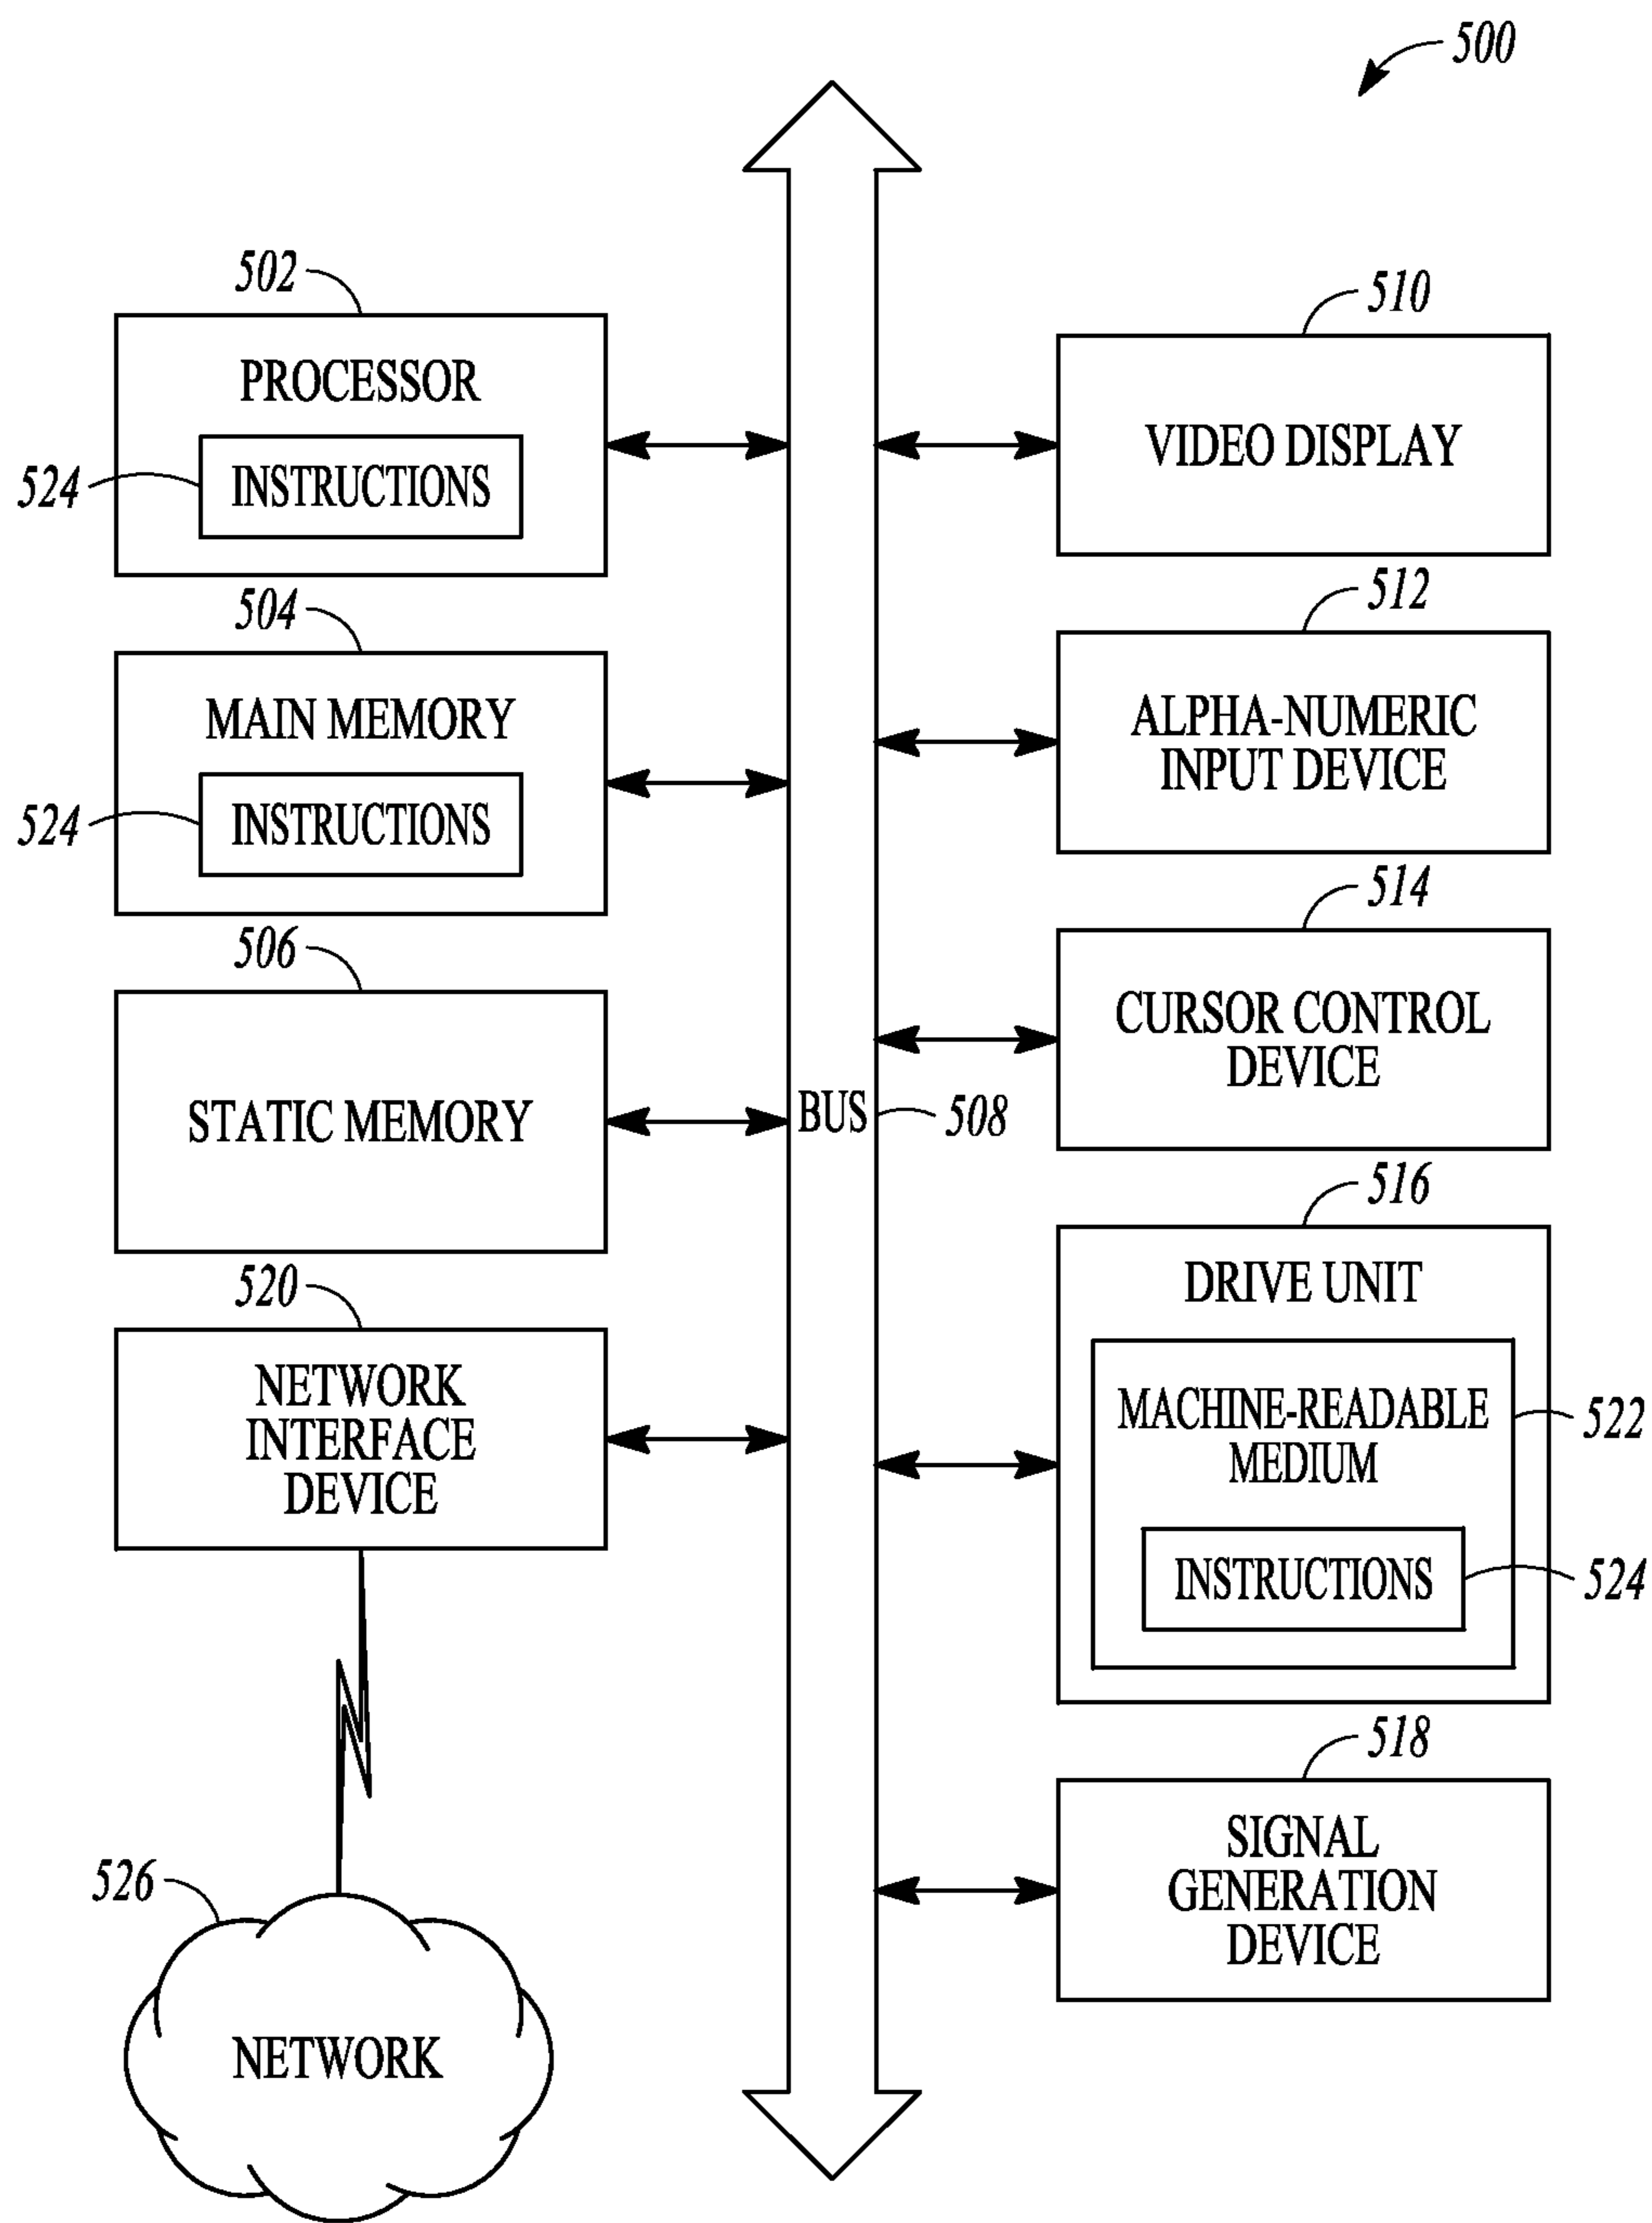 500
502
PROCESSOR
524
INSTRUCTIONS
504
MAIN MEMORY
524
INSTRUCTIONS
506
STATIC MEMORY
520
NETWORK
INTERFACE
DEVICE
526
NETWORK
BUS
508
510
VIDEO DISPLAY
512
ALPHA-NUMERIC
INPUT DEVICE
514
CURSOR CONTROL
DEVICE
516
DRIVE UNIT
MACHINE-READABLE
MEDIUM
522
INSTRUCTIONS
524
518
SIGNAL
GENERATION
DEVICE